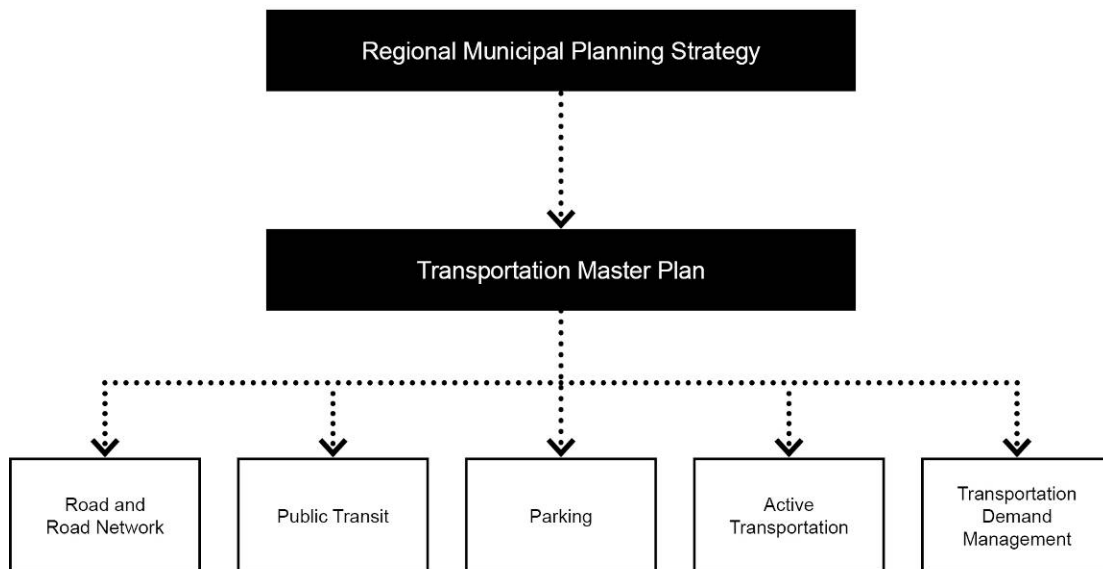 Regional Municipal Planning Strategy
Transportation Master Plan
Road and
Road Network
Public Transit
Parking
Active
Transportation
Transportation
Demand
Management